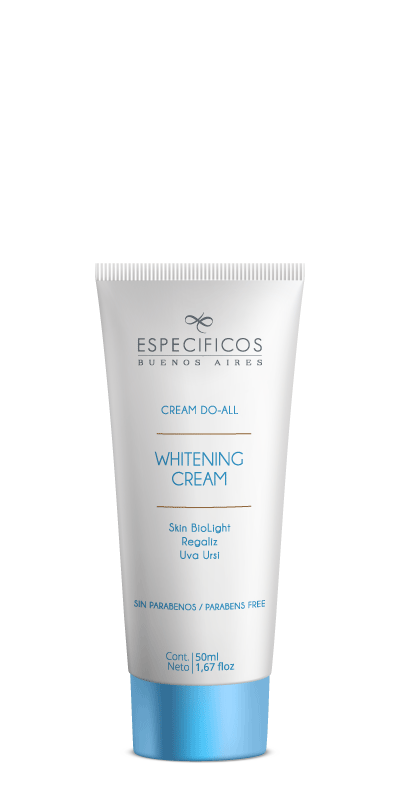 ESPECIFICOS
BUENOS AIRES
CREAM DO-ALL
WHITENING
CREAM
Skin BioLight
Regaliz
Uva Ursi
SIN PARABENOS / PARABENS FREE
Cont. 50ml
Neto 1,67 floz